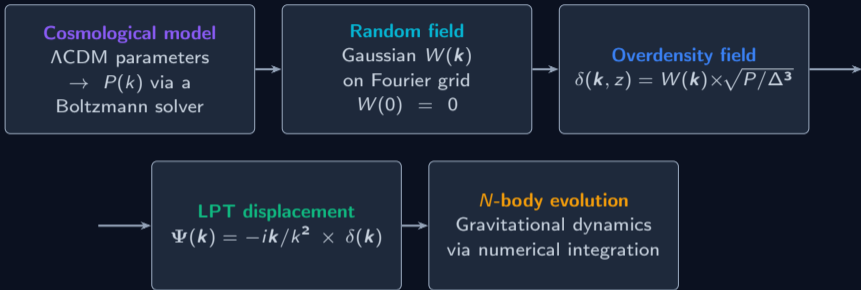 Cosmological model
ΛCDM parameters
→ P(k) via a
Boltzmann solver
Random field
Gaussian W(k)
on Fourier grid
W(0) = 0
Overdensity field
δ(k, z) = W(k)×√P/Δ³
LPT displacement
Ψ(k) = −ik/k² × δ(k)
N-body evolution
Gravitational dynamics
via numerical integration